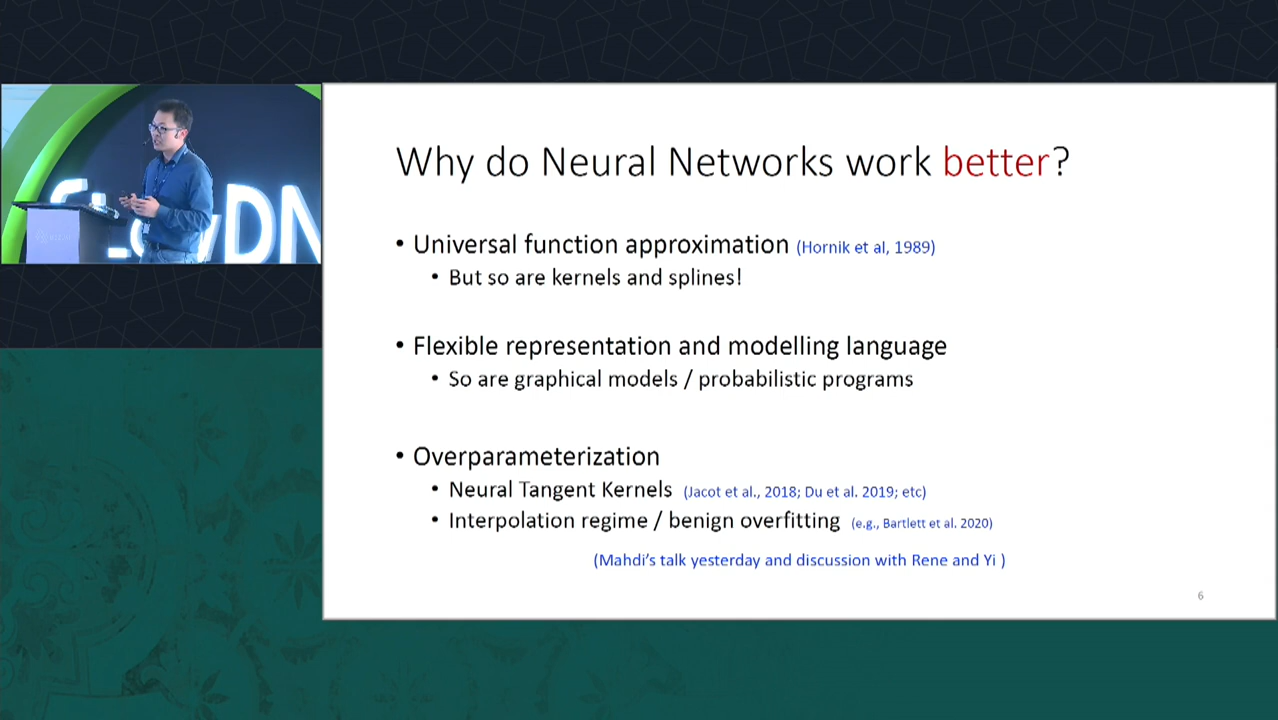 Why do Neural Networks work better?
• Universal function approximation (Hornik et al, 1989)
• But so are kernels and splines!
• Flexible representation and modelling language
• So are graphical models / probabilistic programs
• Overparameterization
• Neural Tangent Kernels (Jacot et al., 2018; Du et al. 2019; etc)
• Interpolation regime / benign overfitting (e.g., Bartlett et al. 2020)
(Mahdi's talk yesterday and discussion with Rene and Yi )
6